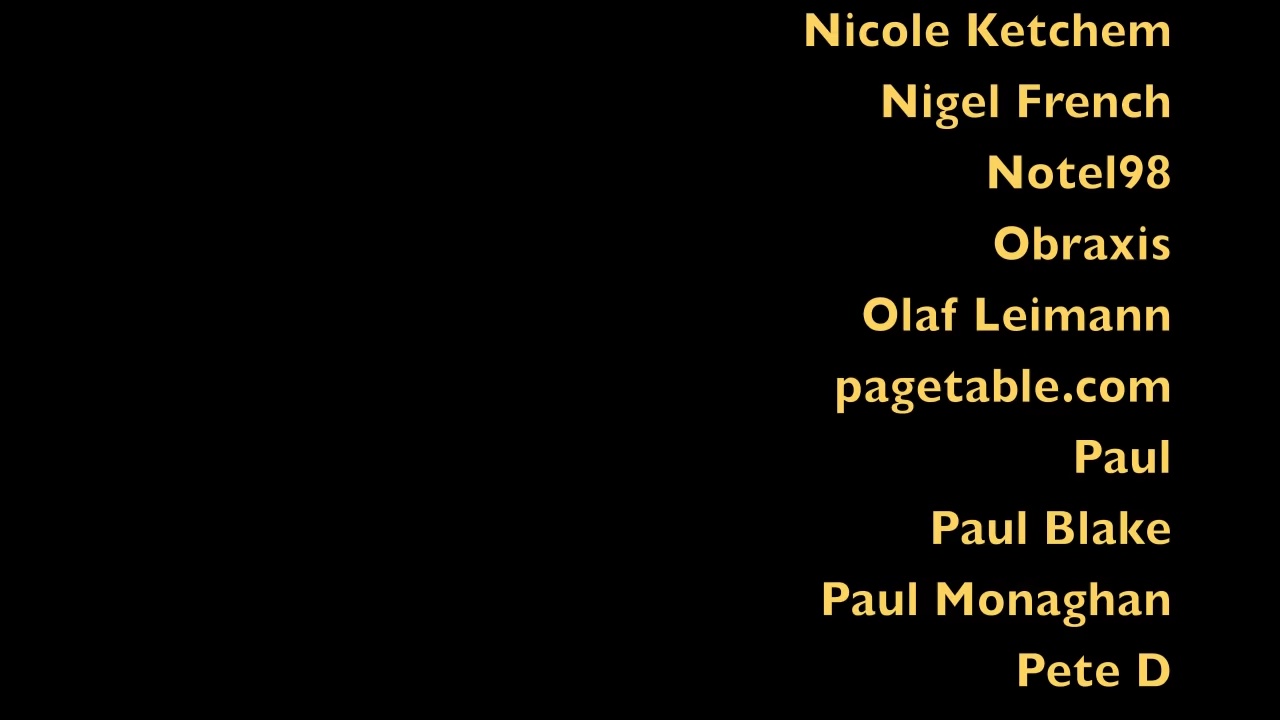 Nicole Ketchem
Nigel French
Notel98
Obraxis
Olaf Leimann
pagetable.com
Paul
Paul Blake
Paul Monaghan
Pete D